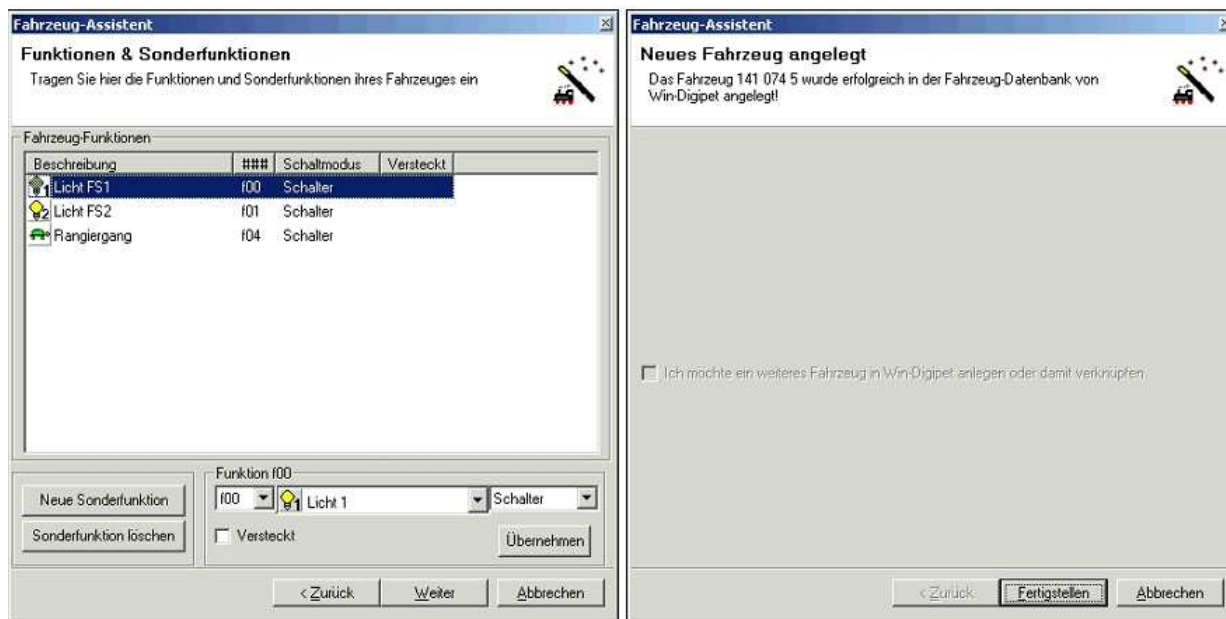 Fahrzeug-Assistent
Funktionen & Sonderfunktionen
Tragen Sie hier die Funktionen und Sonderfunktionen ihres Fahrzeuges ein
Fahrzeug-Funktionen
Beschreibung ### Schaltmodus Versteckt
1 Licht FS1 f00 Schalter
2 Licht FS2 f01 Schalter
Rangiergang f04 Schalter
Neue Sonderfunktion
Sonderfunktion löschen
Funktion f00
f00 1 Licht 1 Schalter
Versteckt
Übernehmen
< Zurück Weiter Abbrechen
Fahrzeug-Assistent
Neues Fahrzeug angelegt
Das Fahrzeug 141 074 5 wurde erfolgreich in der Fahrzeug-Datenbank von
Win-Digipet angelegt!
Ich möchte ein weiteres Fahrzeug in Win-Digipet anlegen oder damit verknüpfen
< Zurück Fertigstellen Abbrechen